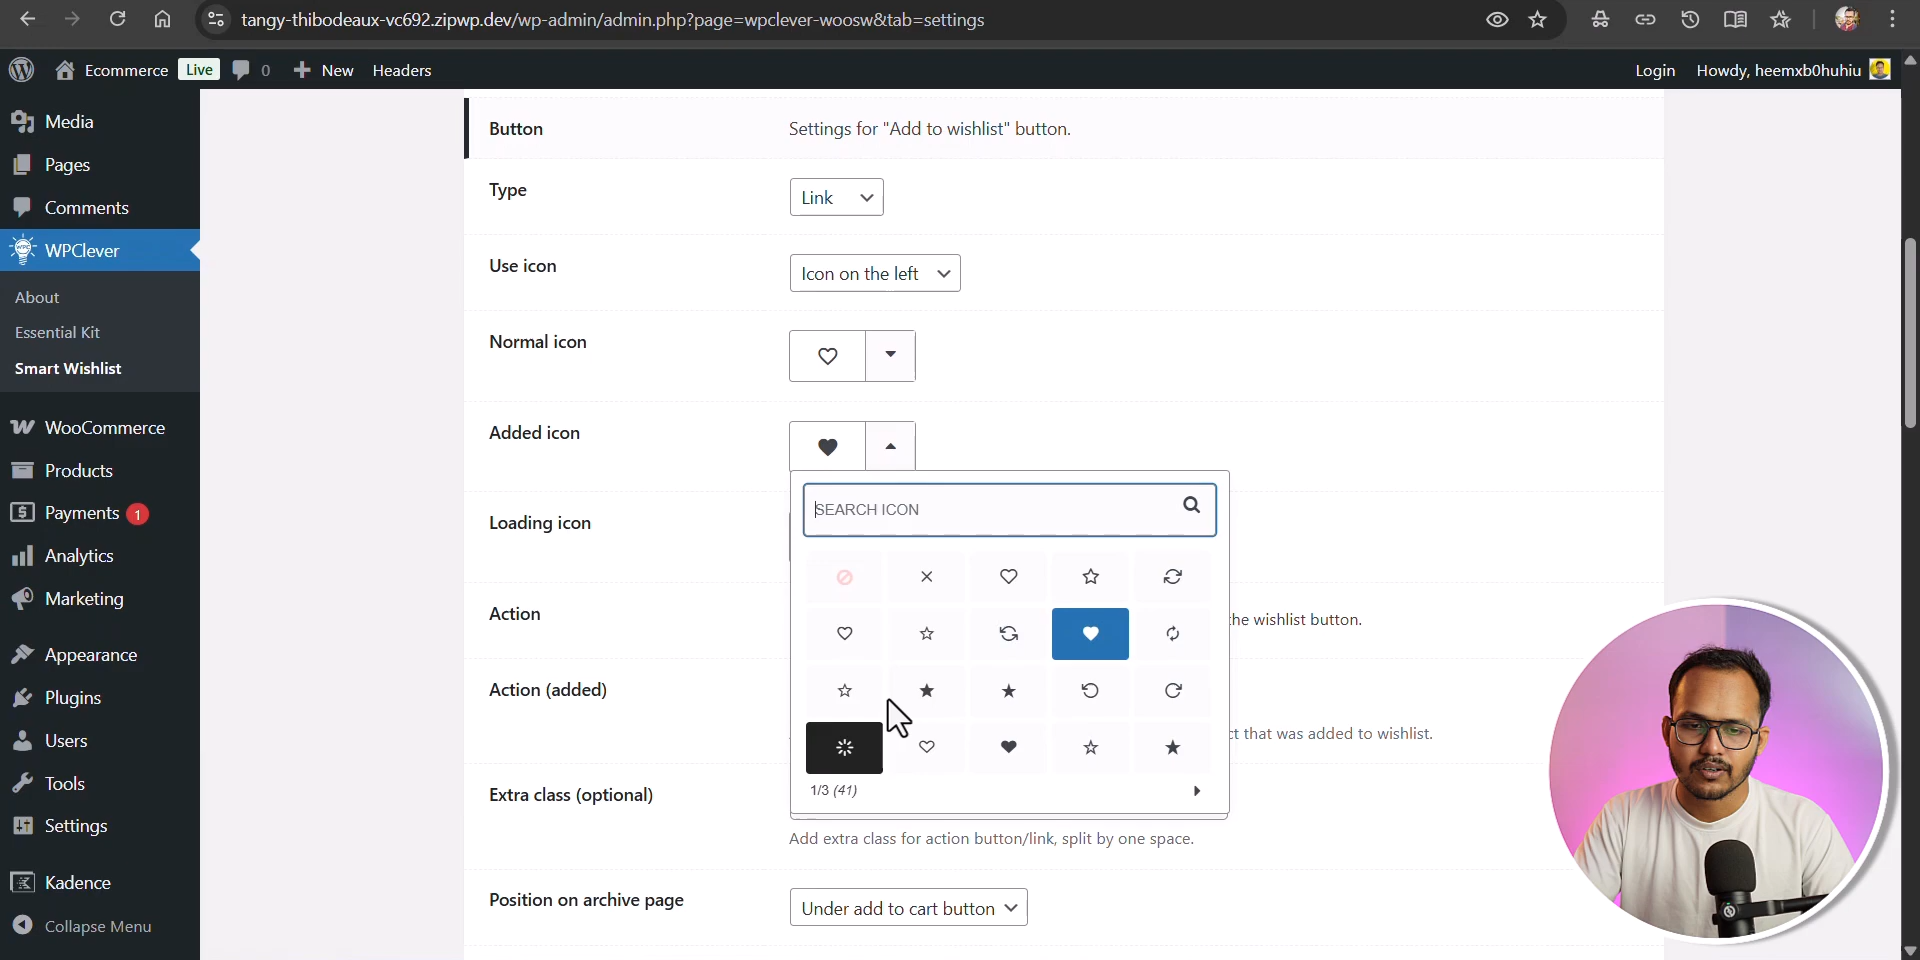 tangy-thibodeaux-vc692.zipwp.dev/wp-admin/admin.php?page=wpclever-woosw&tab=settings
Ecommerce Live 0 New Headers Login Howdy, heemxb0huhiu
Media
Pages
Comments
WPClever
About
Essential Kit
Smart Wishlist
WooCommerce
Products
Payments 1
Analytics
Marketing
Appearance
Plugins
Users
Tools
Settings
Kadence
Collapse Menu
Button Settings for "Add to wishlist" button.
Type Link
Use icon Icon on the left
Normal icon
Added icon
SEARCH ICON
Loading icon
Action he wishlist button.
Action (added) ct that was added to wishlist.
1/3 (41)
Extra class (optional)
Add extra class for action button/link, split by one space.
Position on archive page Under add to cart button